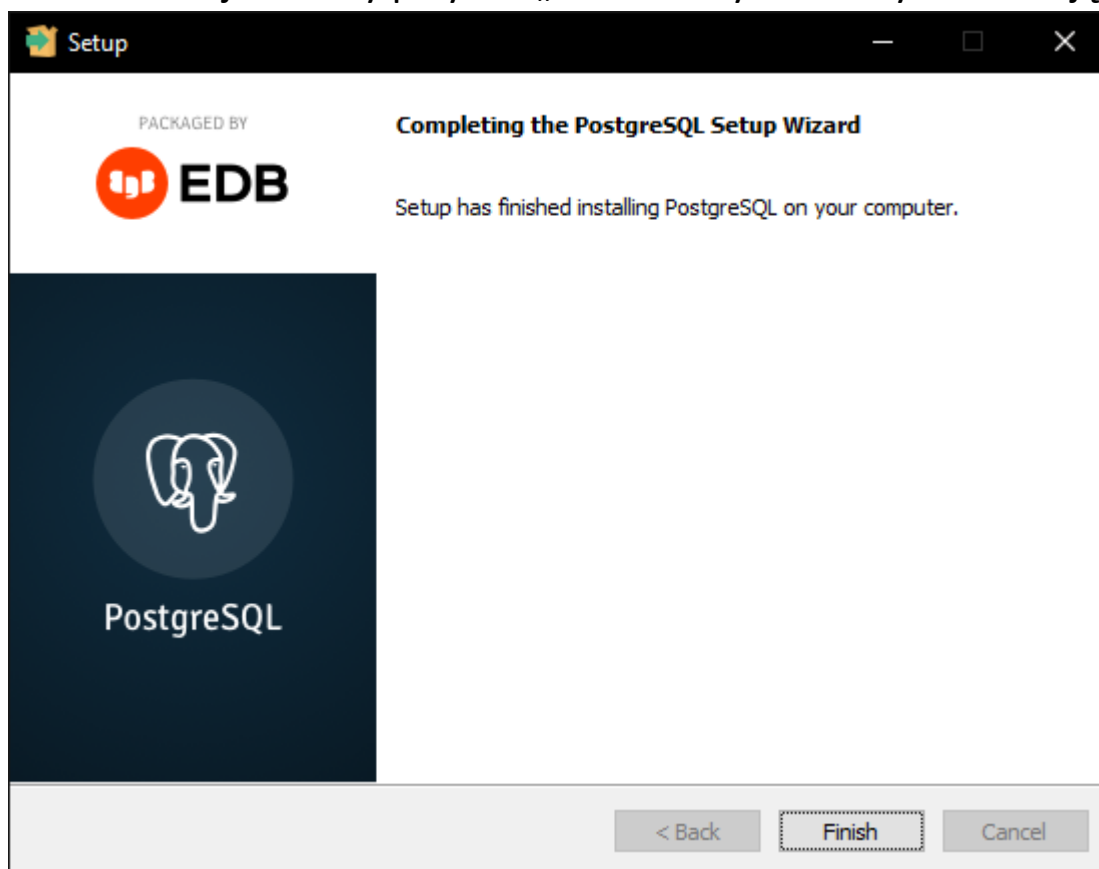 Setup
PACKAGED BY
EDB
Completing the PostgreSQL Setup Wizard
Setup has finished installing PostgreSQL on your computer.
PostgreSQL
< Back
Finish
Cancel